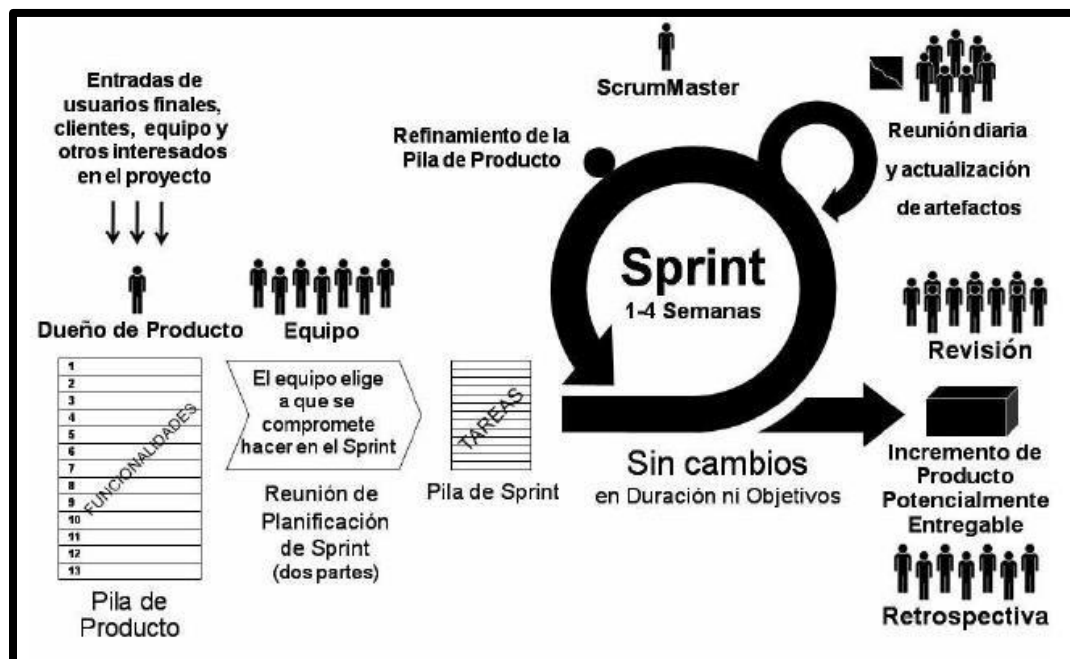 Entradas de
usuarios finales,
clientes, equipo y
otros interesados
en el proyecto
Dueño de Producto
1
2
3
4
5
6
7
8
9
10
11
12
13
FUNCIONALIDADES
Pila de
Producto
Equipo
El equipo elige
a que se
compromete
hacer en el Sprint
Reunión de
Planificación
de Sprint
(dos partes)
TAREAS
Pila de Sprint
ScrumMaster
Refinamiento de la
Pila de Producto
Sprint
1-4 Semanas
Sin cambios
en Duración ni Objetivos
Reunión diaria
y actualización
de artefactos
Revisión
Incremento de
Producto
Potencialmente
Entregable
Retrospectiva